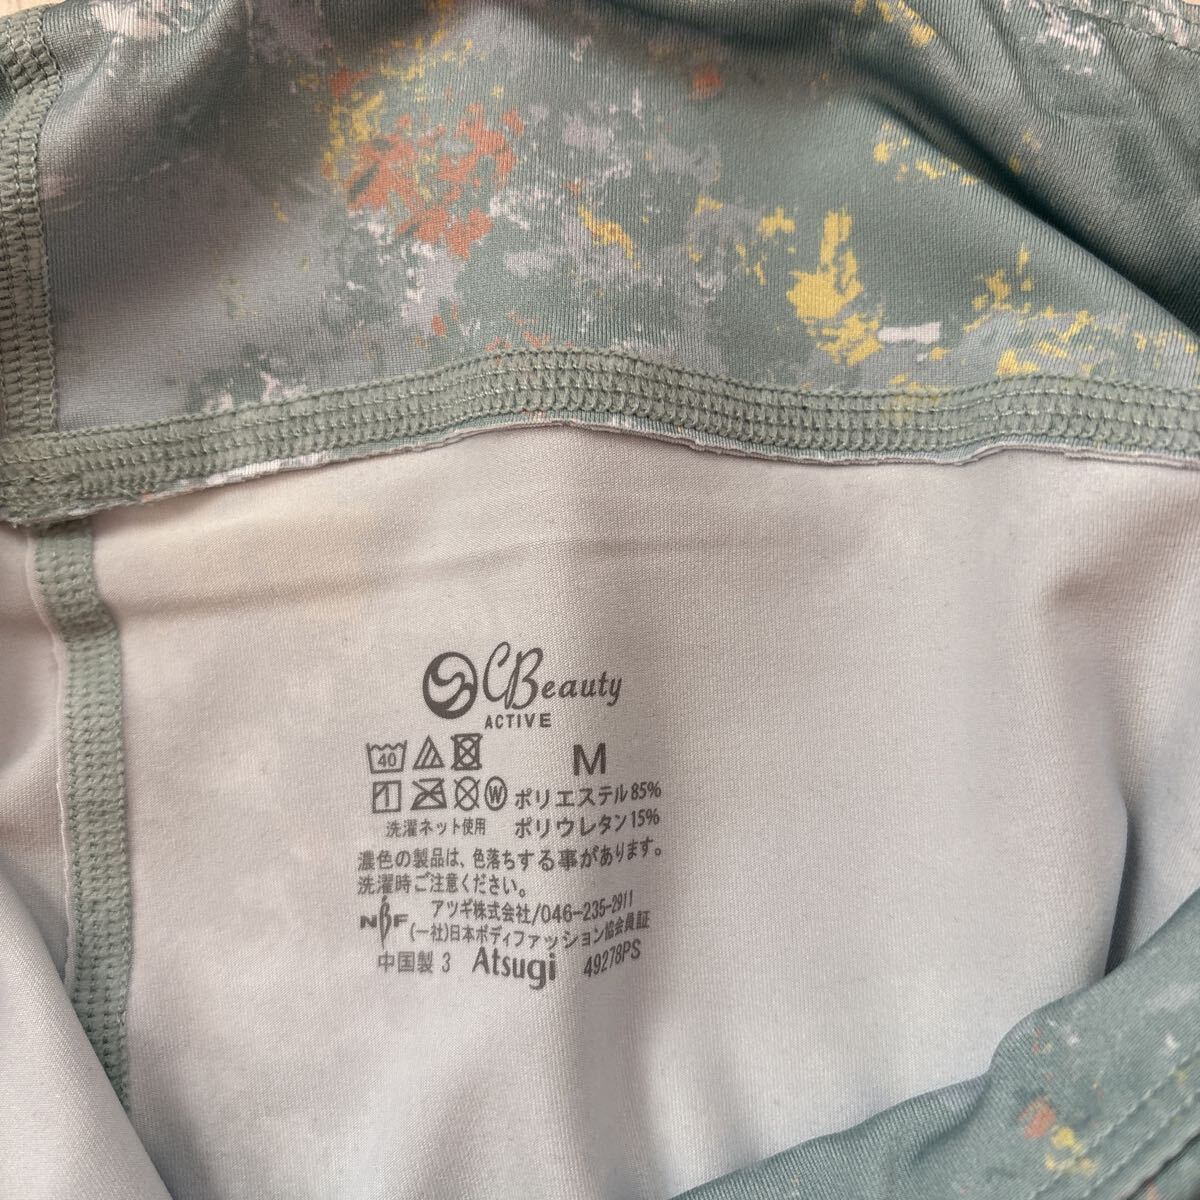 CBeauty
ACTIVE
40
M
W ポリエステル85%
洗濯ネット使用 ポリウレタン15%
濃色の製品は、色落ちする事があります。
洗濯時ご注意ください。
NBF アツギ株式会社/046-235-2911
(一社)日本ボディファッション協会員証
中国製 3 Atsugi 49278PS